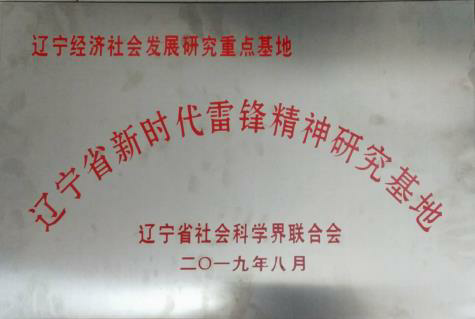 辽宁经济社会发展研究重点基地
辽宁省新时代雷锋精神研究基地
辽宁省社会科学界联合会
二〇一九年八月